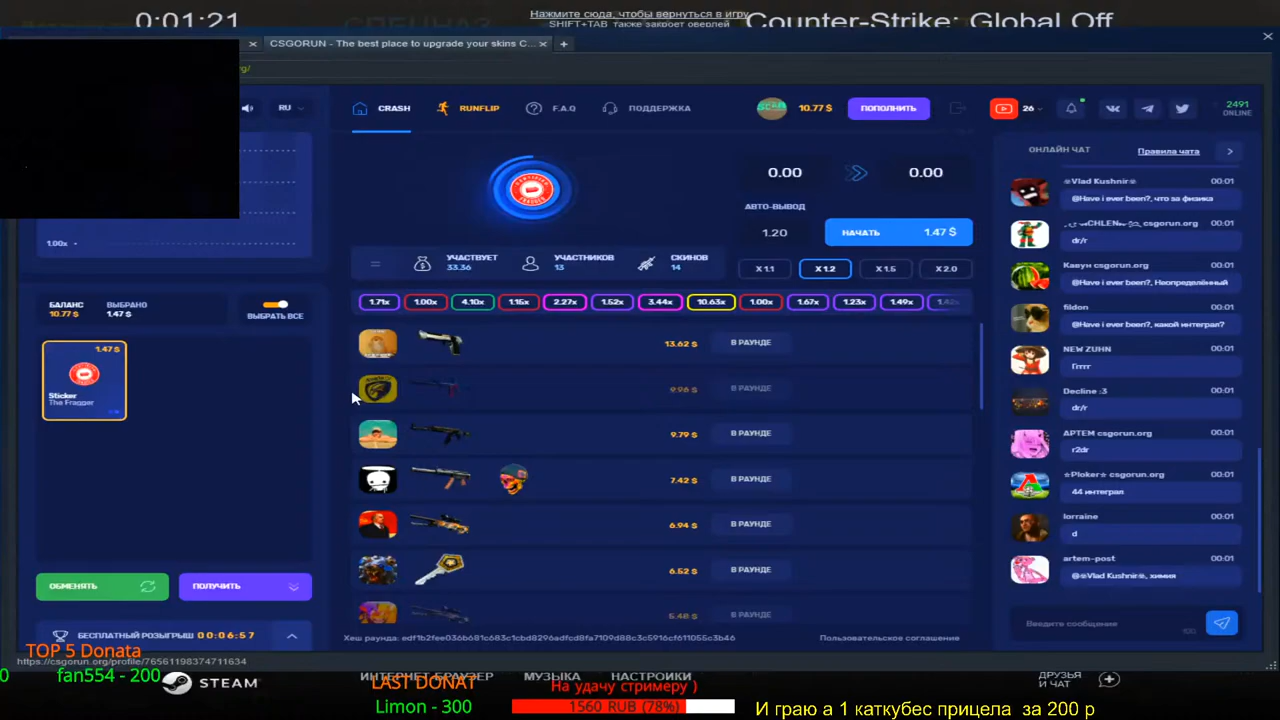 0:01:21
СПЕЦНАЗ
Нажмите сюда, чтобы вернуться в игру
SHIFT+TAB также закроет оверлей
Counter-Strike: Global Off
CSGORUN - The best place to upgrade your skins C...
rg/
RU
CRASH
RUNFLIP
F.A.Q
ПОДДЕРЖКА
10.77 $
ПОПОЛНИТЬ
26
2491
ONLINE
1.00x
0.00
0.00
АВТО-ВЫВОД
1.20
НАЧАТЬ
1.47 $
УЧАСТВУЕТ
33.36
УЧАСТНИКОВ
13
СКИНОВ
14
X 1.1
X 1.2
X 1.5
X 2.0
1.71x 1.00x 4.10x 1.15x 2.27x 1.52x 3.44x 10.63x 1.00x 1.67x 1.23x 1.49x 1.42x
БАЛАНС
10.77 $
ВЫБРАНО
1.47 $
ВЫБРАТЬ ВСЕ
1.47 $
Sticker
The Fragger
13.62 $ В РАУНДЕ
9.96 $ В РАУНДЕ
9.79 $ В РАУНДЕ
7.42 $ В РАУНДЕ
6.94 $ В РАУНДЕ
6.52 $ В РАУНДЕ
5.48 $ В РАУНДЕ
ОБМЕНЯТЬ
ПОЛУЧИТЬ
БЕСПЛАТНЫЙ РОЗЫГРЫШ 00:06:57
Хеш раунда: edf1b2fee036b681c683c1cbd8296adfcd8fa7109d88c3c5916cf611055c3b46
Пользовательское соглашение
https://csgorun.org/profile/76561198374711634
ОНЛАЙН ЧАТ
Правила чата
Vlad Kushnir 00:01
@Have i ever been?, что за физика
CHLEN csgorun.org 00:01
dr/r
Кавун csgorun.org 00:01
@Have i ever been?, Неопределённый
fildon 00:01
@Have i ever been?, какой интеграл?
NEW ZUHN 00:01
Гггг
Decline :3 00:01
dr/r
АРТЕМ csgorun.org 00:01
r2dr
★Ploker★ csgorun.org 00:01
44 интеграл
lorraine 00:01
d
artem-post 00:01
@Vlad Kushnir, химия
Введите сообщение
TOP 5 Donata
0
fan554 - 200
STEAM
ИНТЕРНЕТ-БРАУЗЕР
МУЗЫКА
НАСТРОЙКИ
ДРУЗЬЯ
И ЧАТ
LAST DONAT
Limon - 300
На удачу стримеру )
1560 RUB (78%)
И граю а 1 каткубес прицела за 200 р